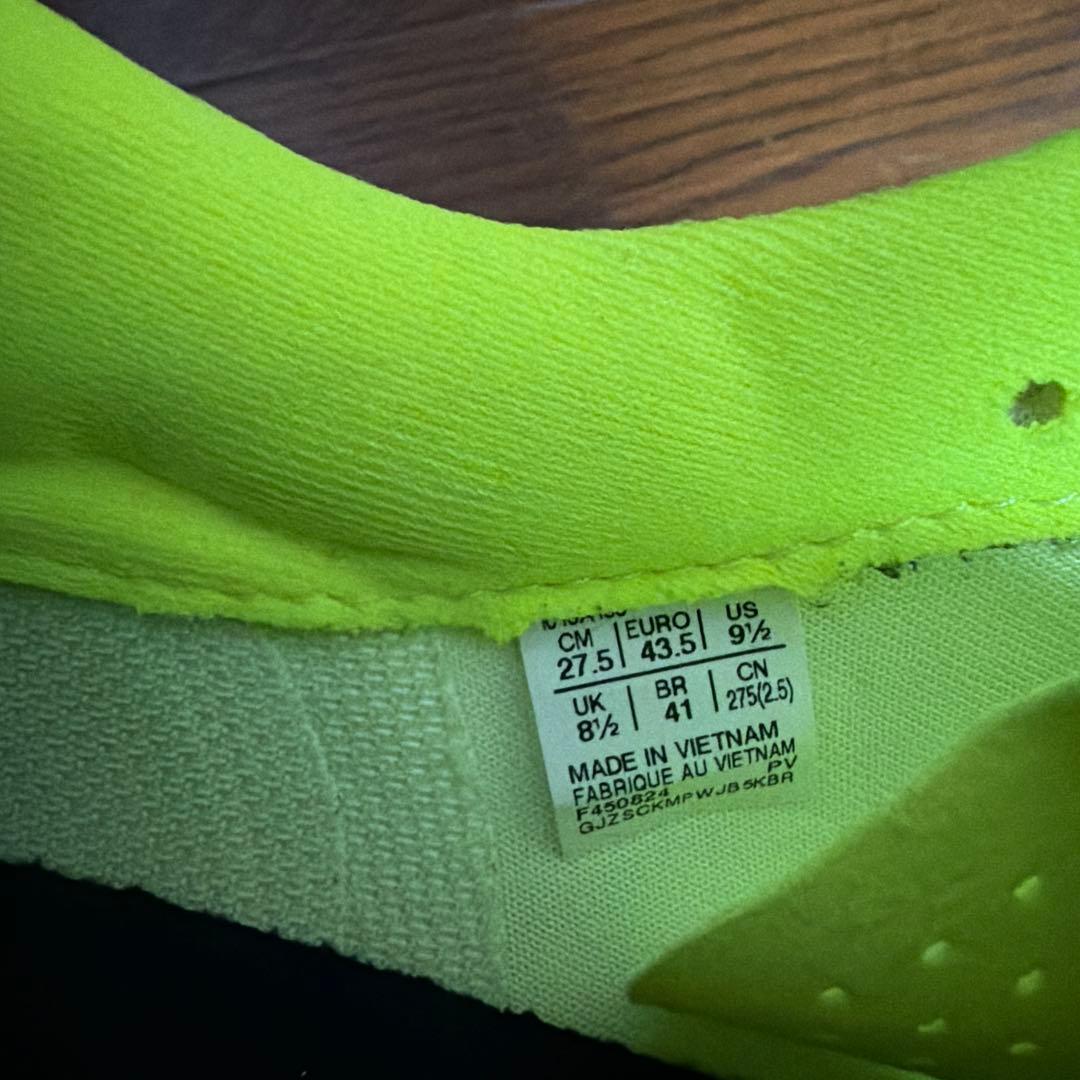 CM EURO US
27.5 43.5 9½
UK BR CN
8½ 41 275(2.5)
MADE IN VIETNAM
FABRIQUE AU VIETNAM
PV
F450824
GJZSCKMPWJB5KBR